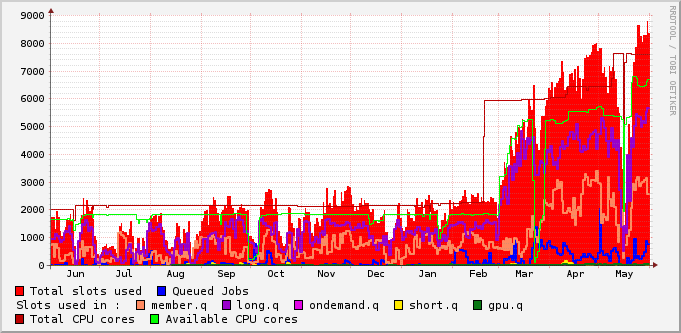 9000
8000
7000
6000
5000
4000
3000
2000
1000
0
Jun Jul Aug Sep Oct Nov Dec Jan Feb Mar Apr May
RRDTOOL / TOBI OETIKER
Total slots used Queued Jobs
Slots used in : member.q long.q ondemand.q short.q gpu.q
Total CPU cores Available CPU cores